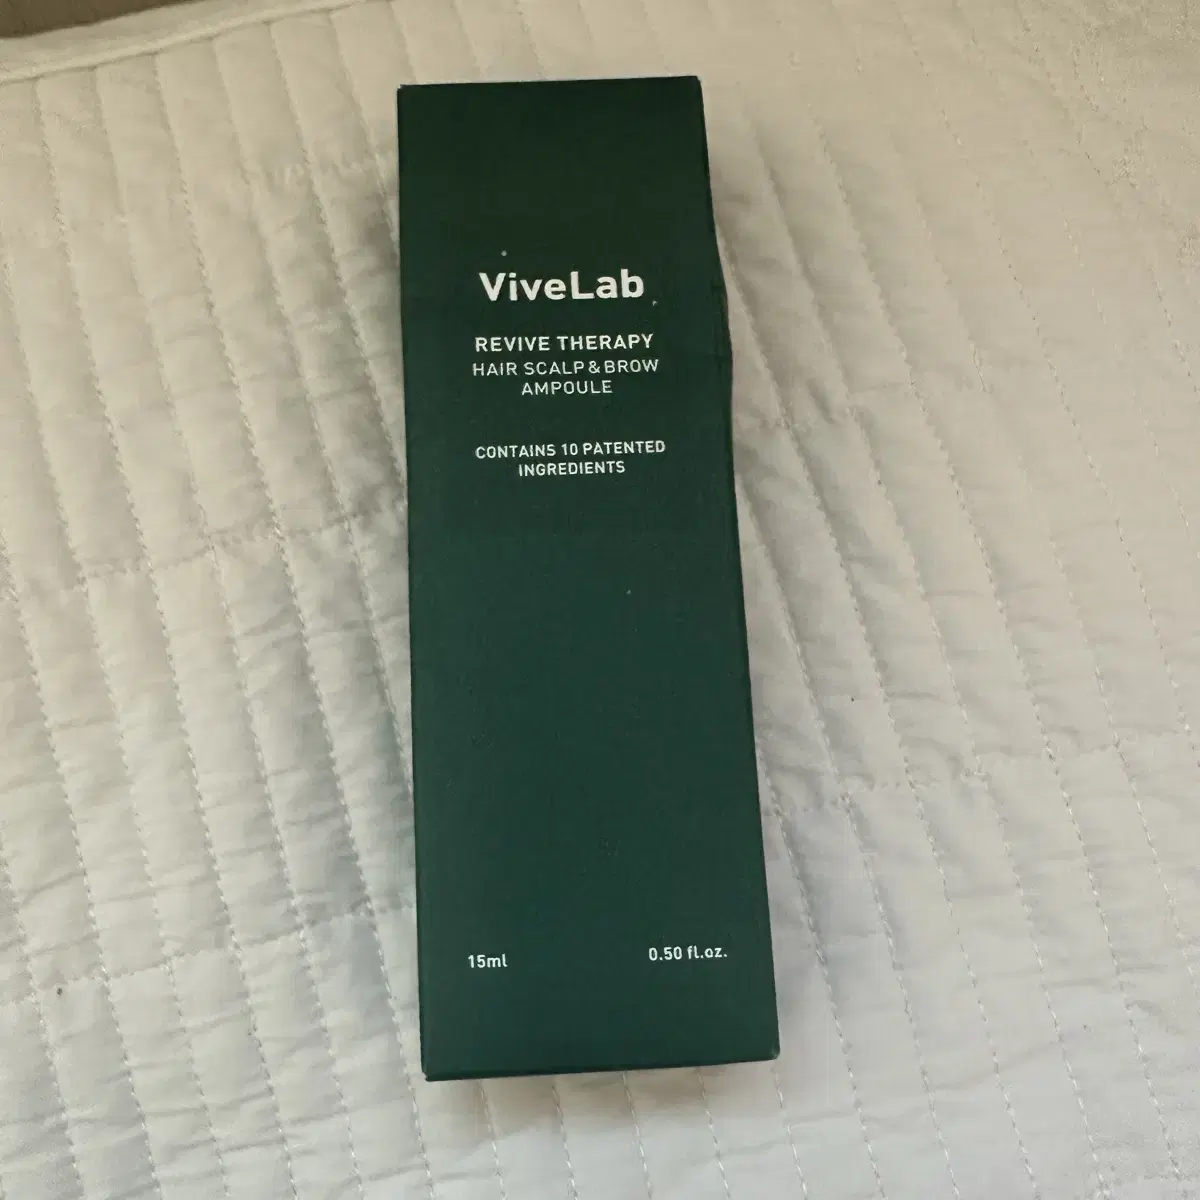 ViveLab
REVIVE THERAPY
HAIR SCALP & BROW
AMPOULE
CONTAINS 10 PATENTED
INGREDIENTS
15ml
0.50 fl.oz.